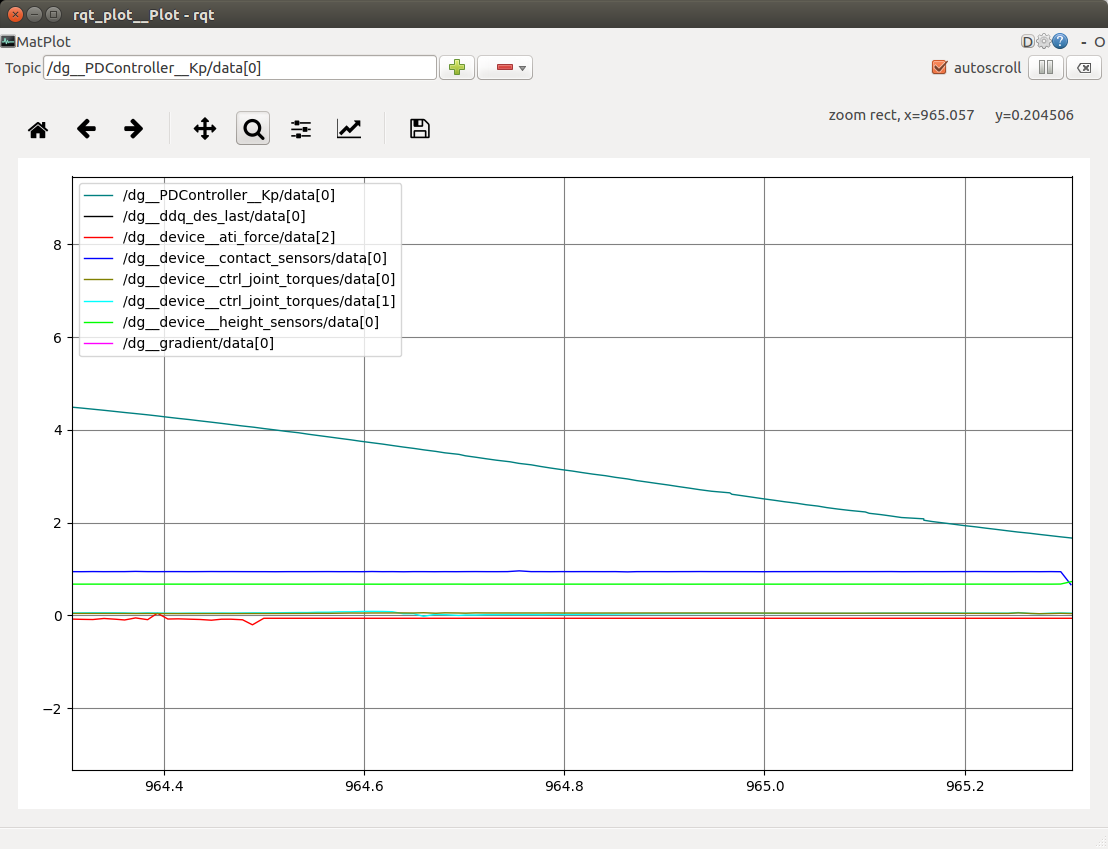 rqt_plot__Plot - rqt
MatPlot
D
?
- O
Topic /dg__PDController__Kp/data[0]
autoscroll
zoom rect, x=965.057 y=0.204506
/dg__PDController__Kp/data[0]
/dg__ddq_des_last/data[0]
/dg__device__ati_force/data[2]
/dg__device__contact_sensors/data[0]
/dg__device__ctrl_joint_torques/data[0]
/dg__device__ctrl_joint_torques/data[1]
/dg__device__height_sensors/data[0]
/dg__gradient/data[0]
8
6
4
2
0
−2
964.4 964.6 964.8 965.0 965.2